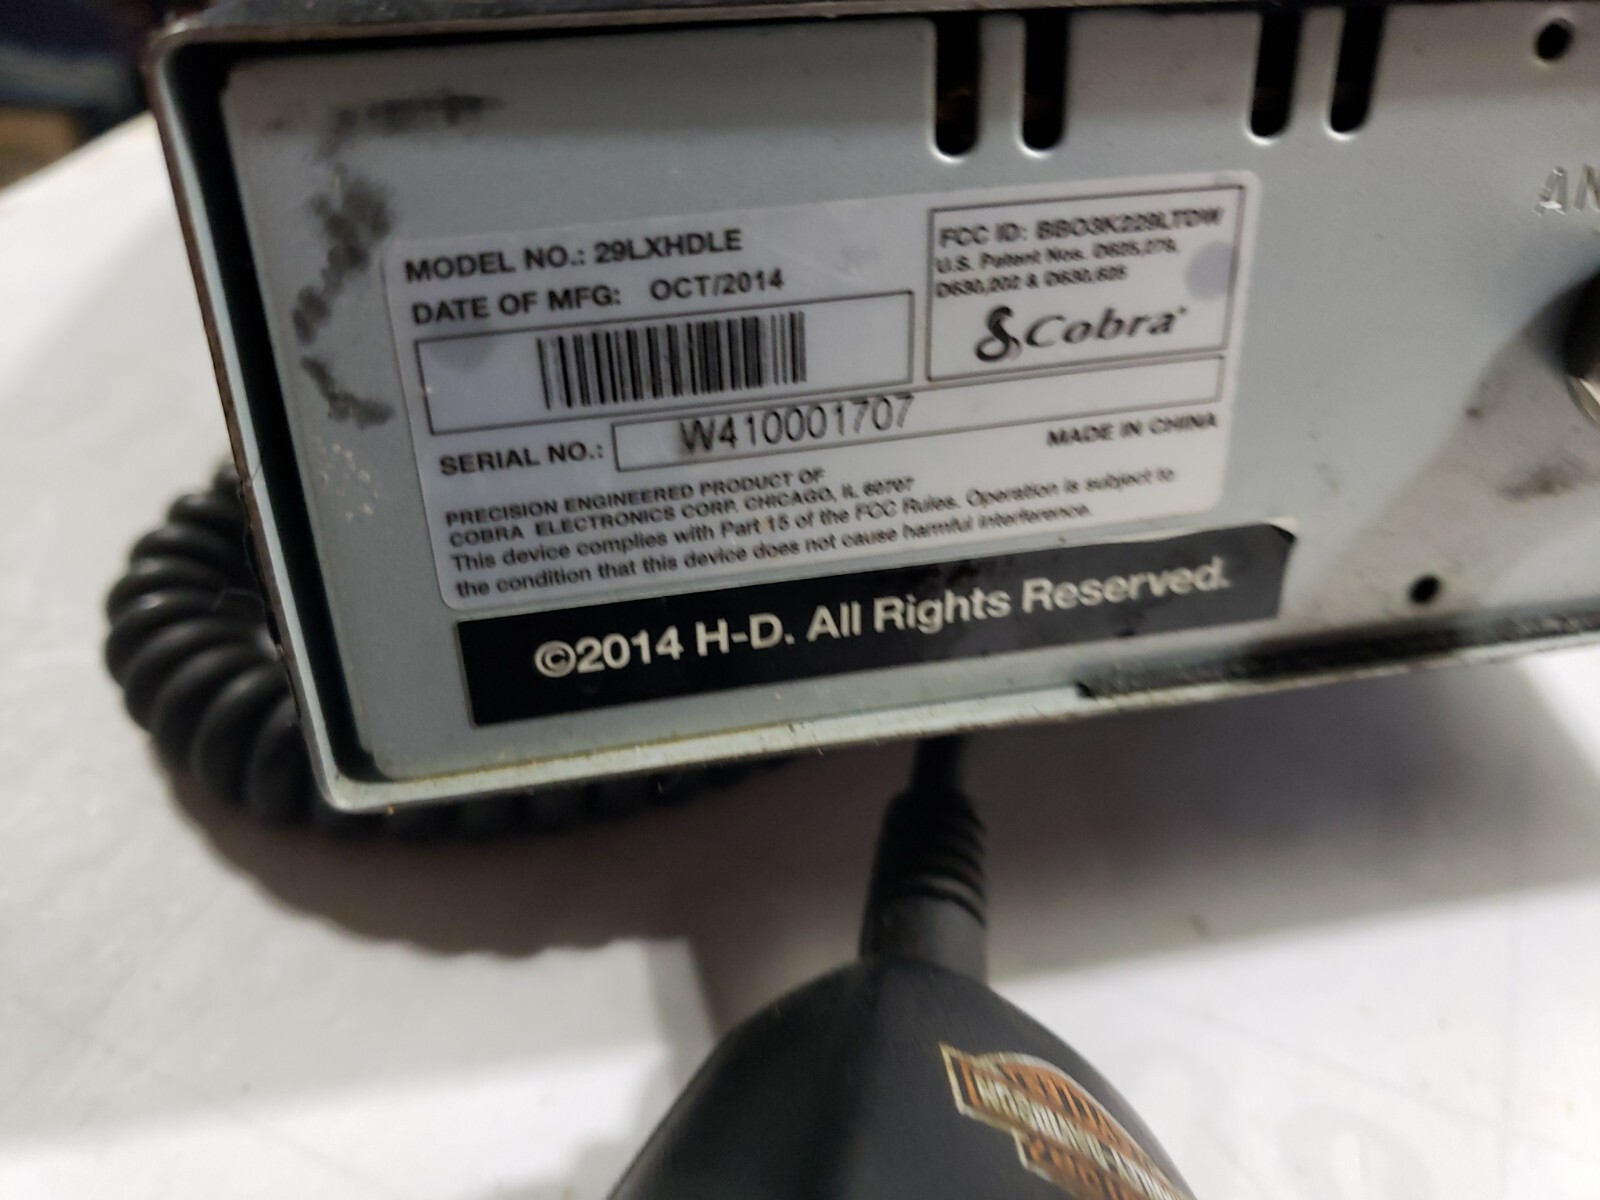 MODEL NO.: 29LXHDLE
DATE OF MFG: OCT/2014
FCC ID: BBO3K229LTDW
U.S. Patent Nos. D625,279,
D630,202 & D630,625
Cobra
SERIAL NO.: W410001707
MADE IN CHINA
PRECISION ENGINEERED PRODUCT OF
COBRA ELECTRONICS CORP. CHICAGO, IL 60707
This device complies with Part 15 of the FCC Rules. Operation is subject to
the condition that this device does not cause harmful interference.
©2014 H-D. All Rights Reserved.
AN